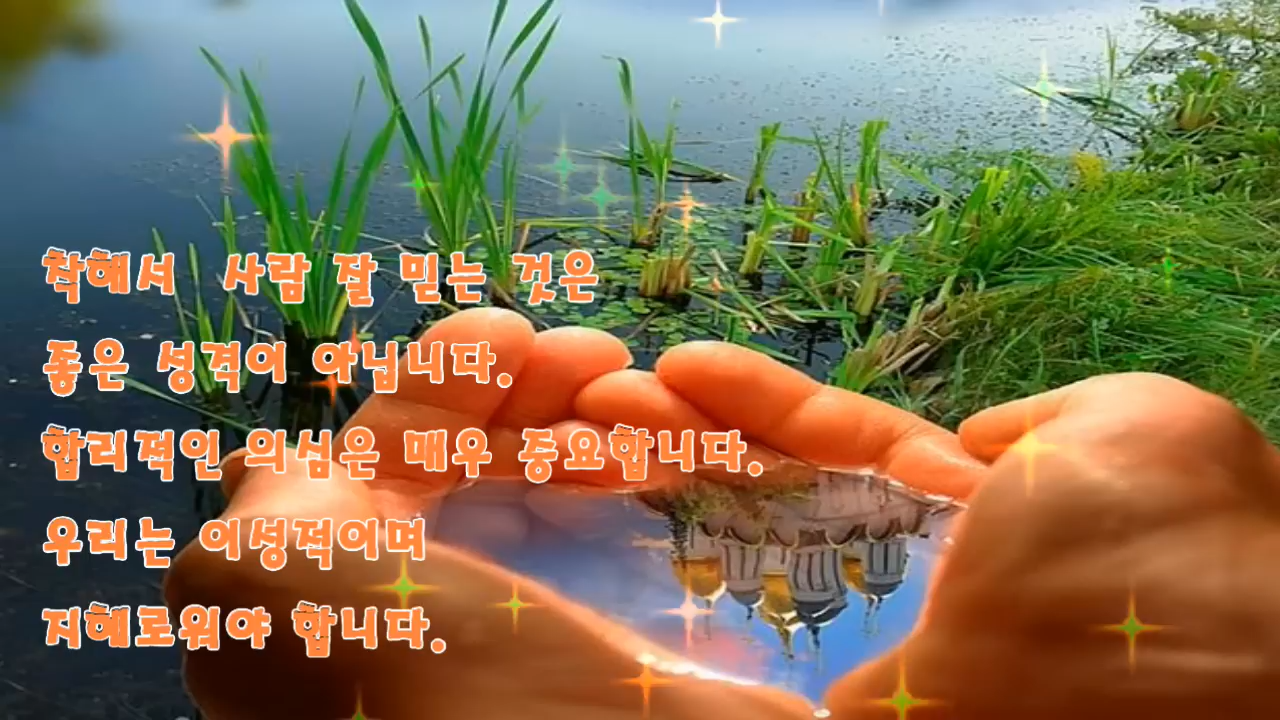 착해서 사람 잘 믿는 것은
좋은 성격이 아닙니다.
합리적인 의심은 매우 중요합니다.
우리는 이성적이며
지혜로워야 합니다.